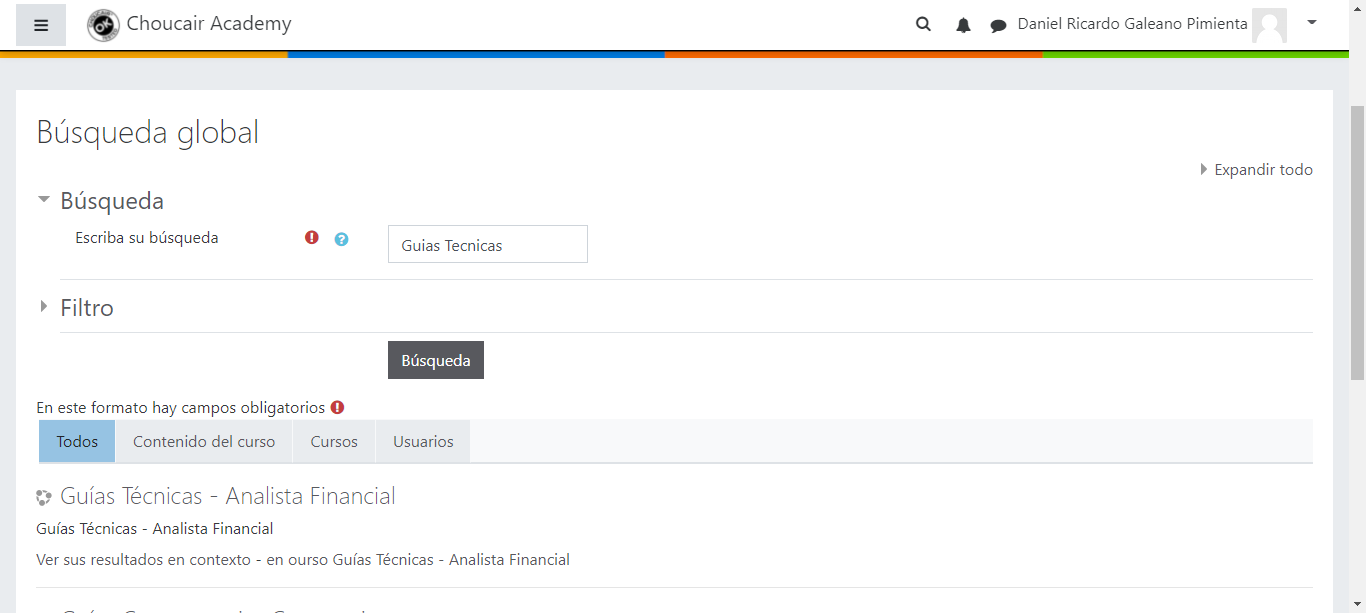 Choucair Academy
Daniel Ricardo Galeano Pimienta
Búsqueda global
Expandir todo
Búsqueda
Escriba su búsqueda
Guias Tecnicas
Filtro
Búsqueda
En este formato hay campos obligatorios
Todos Contenido del curso Cursos Usuarios
Guías Técnicas - Analista Financial
Guías Técnicas - Analista Financial
Ver sus resultados en contexto - en ourso Guías Técnicas - Analista Financial